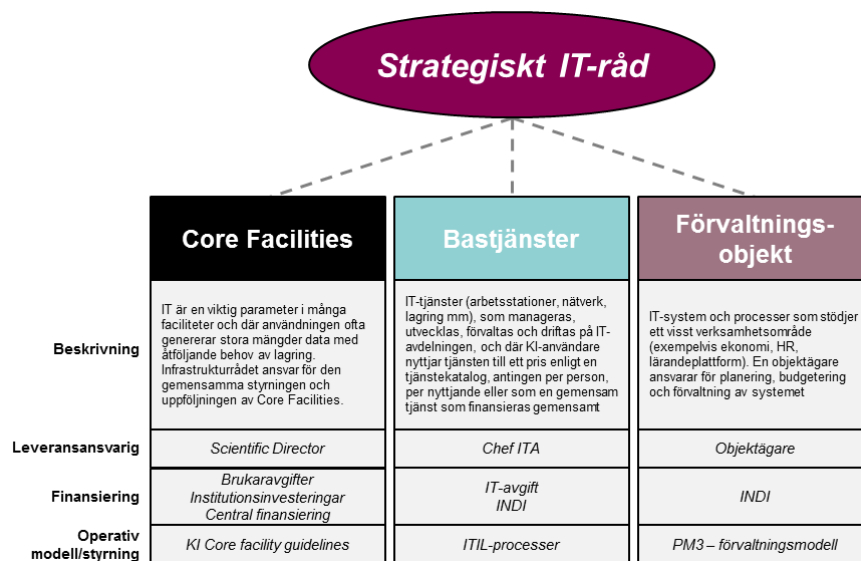 Strategiskt IT-råd
Core Facilities
Bastjänster
Förvaltnings-
objekt
Beskrivning
IT är en viktig parameter i många
faciliteter och där användningen ofta
genererar stora mängder data med
åtföljande behov av lagring.
Infrastrukturrådet ansvar för den
gemensamma styrningen och
uppföljningen av Core Facilities.
IT-tjänster (arbetsstationer, nätverk,
lagring mm), som manageras,
utvecklas, förvaltas och driftas på IT-
avdelningen, och där KI-användare
nyttjar tjänsten till ett pris enligt en
tjänstekatalog, antingen per person,
per nyttjande eller som en gemensam
tjänst som finansieras gemensamt
IT-system och processer som stödjer
ett visst verksamhetsområde
(exempelvis ekonomi, HR,
lärandeplattform). En objektägare
ansvarar för planering, budgetering
och förvaltning av systemet
Leveransansvarig
Scientific Director
Chef ITA
Objektägare
Finansiering
Brukaravgifter
Institutionsinvesteringar
Central finansiering
IT-avgift
INDI
INDI
Operativ
modell/styrning
KI Core facility guidelines
ITIL-processer
PM3 – förvaltningsmodell